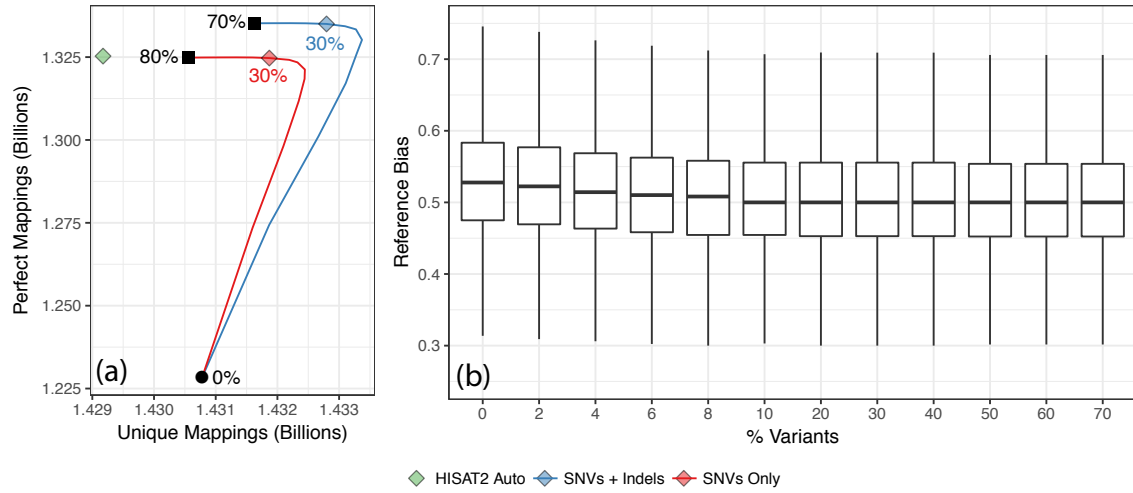 70%
30%
80%
30%
0%
1.325
1.300
1.275
1.250
1.225
Perfect Mappings (Billions)
(a)
1.429 1.430 1.431 1.432 1.433
Unique Mappings (Billions)
0.7
0.6
0.5
0.4
0.3
Reference Bias
(b)
0 2 4 6 8 10 20 30 40 50 60 70
% Variants
HISAT2 Auto SNVs + Indels SNVs Only